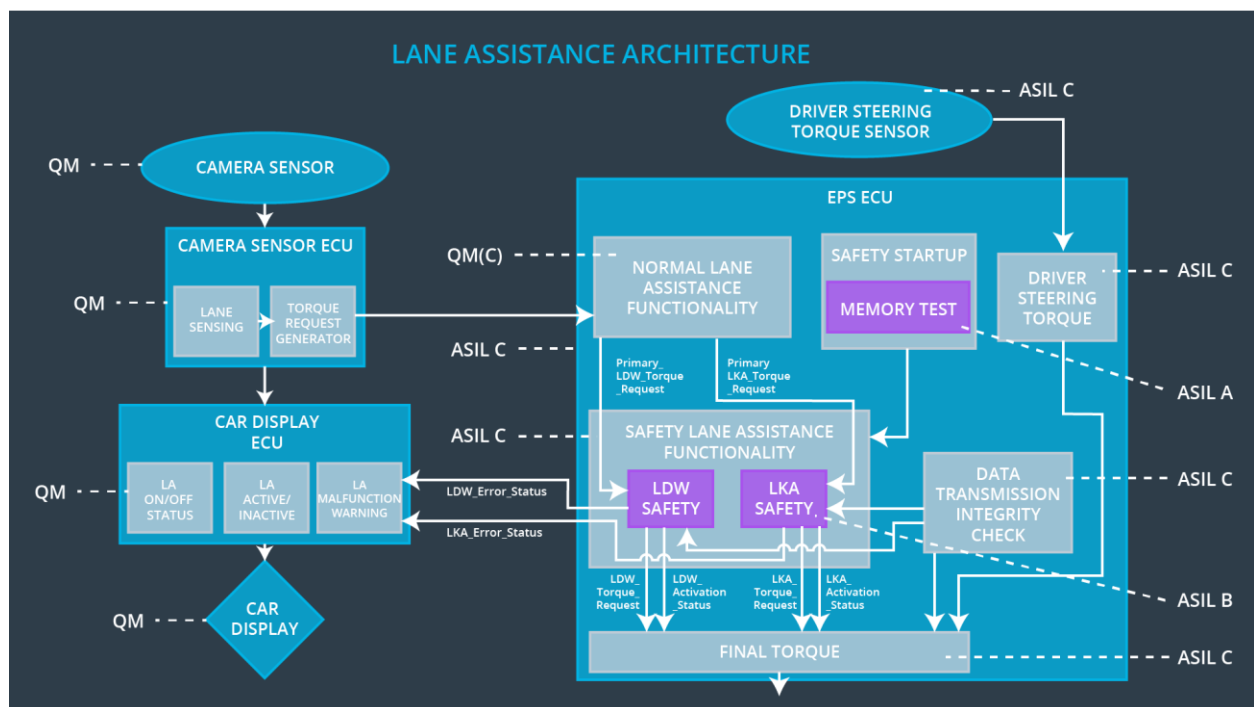 LANE ASSISTANCE ARCHITECTURE
ASIL C
DRIVER STEERING
TORQUE SENSOR
QM
CAMERA SENSOR
EPS ECU
CAMERA SENSOR ECU
QM
LANE
SENSING
TORQUE
REQUEST
GENERATOR
QM(C)
NORMAL LANE
ASSISTANCE
FUNCTIONALITY
SAFETY STARTUP
MEMORY TEST
DRIVER
STEERING
TORQUE
ASIL C
ASIL C
Primary_
LDW_Torque
_Request
Primary
LKA_Torque
_Request
ASIL A
CAR DISPLAY
ECU
QM
LA
ON/OFF
STATUS
LA
ACTIVE/
INACTIVE
LA
MALFUNCTION
WARNING
ASIL C
SAFETY LANE ASSISTANCE
FUNCTIONALITY
LDW_Error_Status
LKA_Error_Status
LDW
SAFETY
LKA
SAFETY
DATA
TRANSMISSION
INTEGRITY
CHECK
ASIL C
LDW_
Torque_
Request
LDW_
Activation
_Status
LKA_
Torque_
Request
LKA_
Activation
_Status
ASIL B
QM
CAR
DISPLAY
FINAL TORQUE
ASIL C